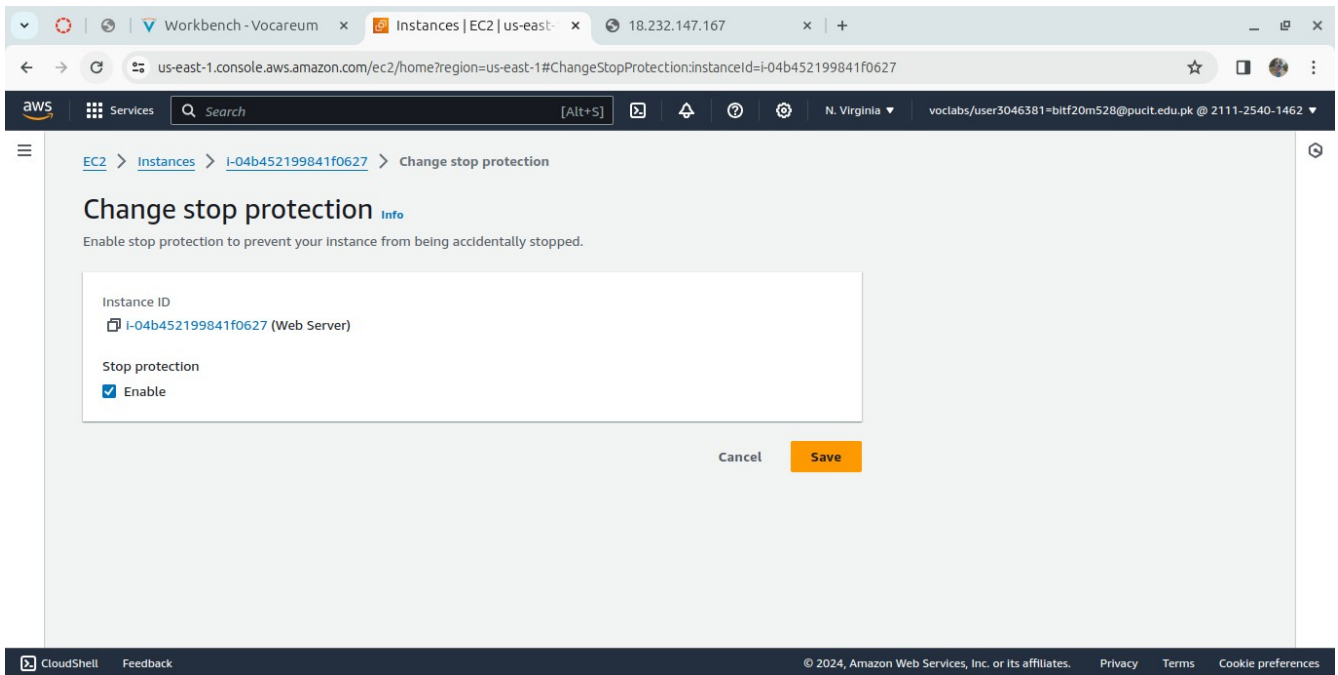 Workbench - Vocareum
Instances | EC2 | us-east-
18.232.147.167
us-east-1.console.aws.amazon.com/ec2/home?region=us-east-1#ChangeStopProtection:instanceId=i-04b452199841f0627
aws Services Search [Alt+S] N. Virginia voclabs/user3046381=bitf20m528@pucit.edu.pk @ 2111-2540-1462
EC2 > Instances > i-04b452199841f0627 > Change stop protection
Change stop protection Info
Enable stop protection to prevent your instance from being accidentally stopped.
Instance ID
i-04b452199841f0627 (Web Server)
Stop protection
Enable
Cancel Save
CloudShell Feedback © 2024, Amazon Web Services, Inc. or its affiliates. Privacy Terms Cookie preferences